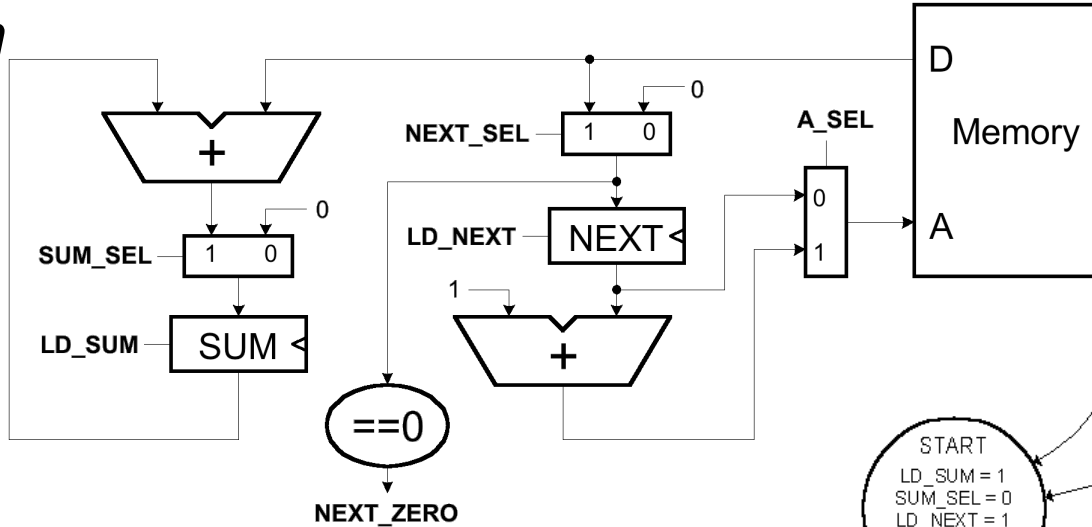 D
Memory
A
0
NEXT_SEL
1 0
A_SEL
+
0
SUM_SEL
1 0
LD_NEXT
NEXT
0
1
1
LD_SUM
SUM
+
==0
NEXT_ZERO
START
LD_SUM = 1
SUM_SEL = 0
LD_NEXT = 1